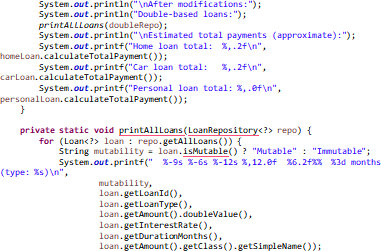 System.out.println("\nAfter modifications:");
System.out.println("Double-based loans:");
printAllLoans(doubleRepo);
System.out.println("\nEstimated total payments (approximate):");
System.out.printf("Home loan total:  %,.2f\n",
homeLoan.calculateTotalPayment());
System.out.printf("Car loan total:   %,.2f\n",
carLoan.calculateTotalPayment());
System.out.printf("Personal loan total: %,.0f\n",
personalLoan.calculateTotalPayment());
}
private static void printAllLoans(LoanRepository<?> repo) {
for (Loan<?> loan : repo.getAllLoans()) {
String mutability = loan.isMutable() ? "Mutable" : "Immutable";
System.out.printf("  %-9s %-6s %-12s %,12.0f  %6.2f%%  %3d months
(type: %s)\n",
mutability,
loan.getLoanId(),
loan.getLoanType(),
loan.getAmount().doubleValue(),
loan.getInterestRate(),
loan.getDurationMonths(),
loan.getAmount().getClass().getSimpleName());